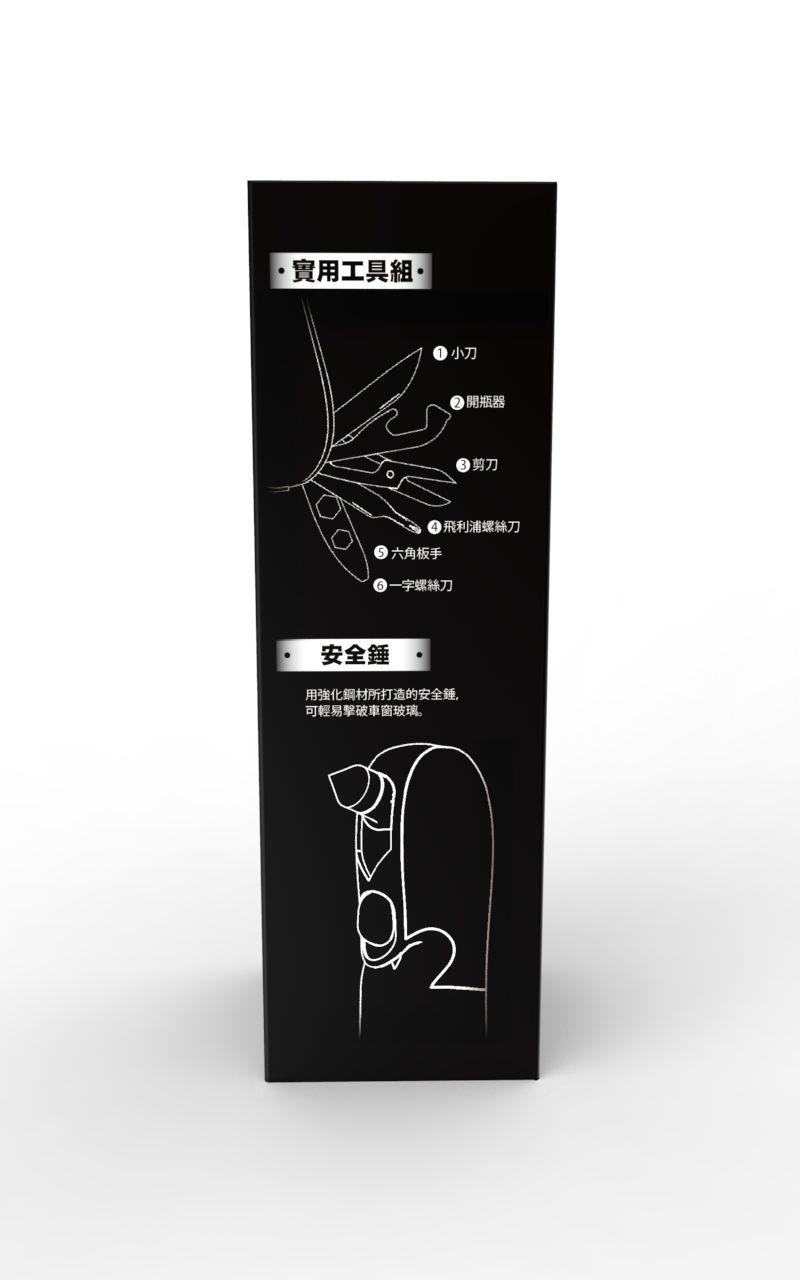 實用工具組
1 小刀
2 開瓶器
3 剪刀
4 飛利浦螺絲刀
5 六角板手
6 一字螺絲刀
安全錘
用強化鋼材所打造的安全錘,
可輕易擊破車窗玻璃。